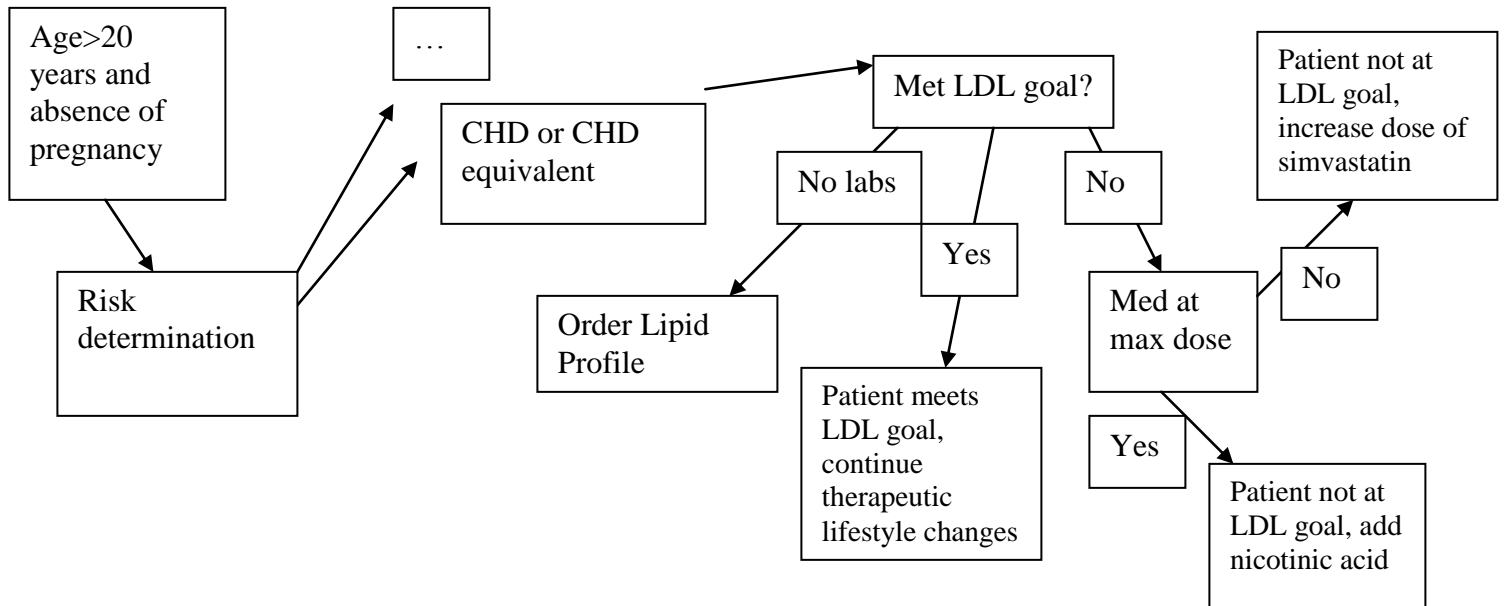 Age>20
years and
absence of
pregnancy
Risk
determination
…
CHD or CHD
equivalent
Met LDL goal?
No labs
Yes
No
Order Lipid
Profile
Patient meets
LDL goal,
continue
therapeutic
lifestyle changes
Med at
max dose
No
Patient not at
LDL goal,
increase dose of
simvastatin
Yes
Patient not at
LDL goal, add
nicotinic acid